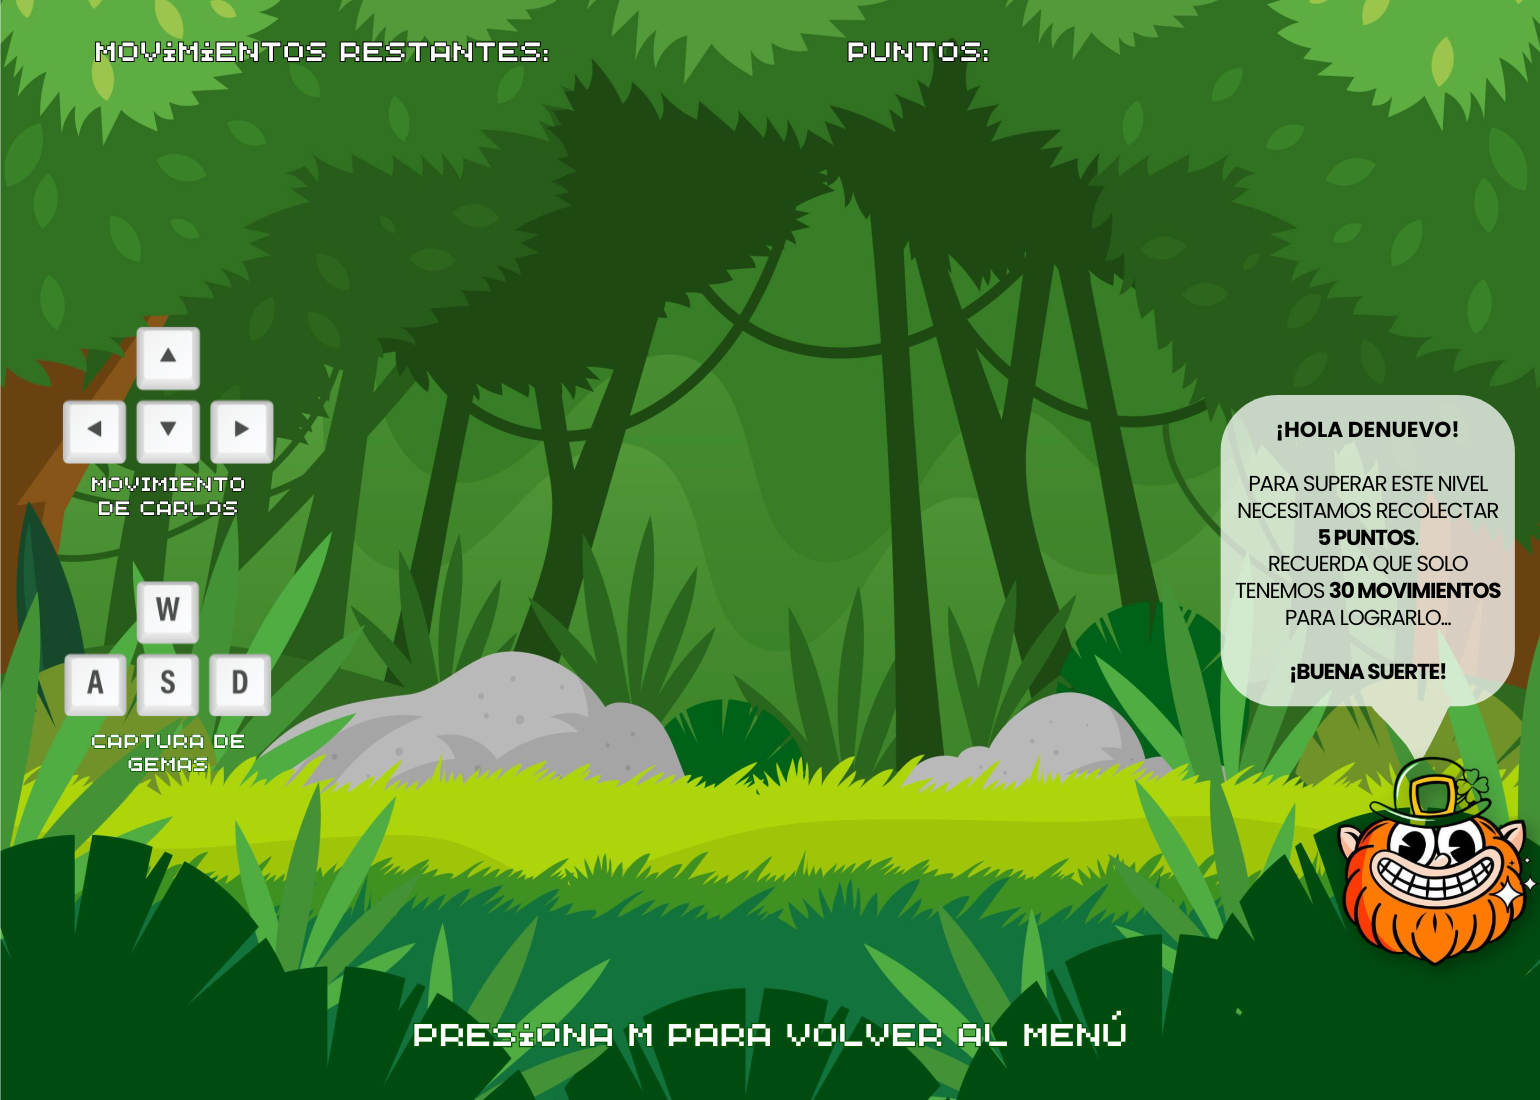 MOViMiENTOS RESTANTES:
PUNTOS:
MOVIMIENTO
DE CARLOS
W
A S D
CAPTURA DE
GEMAS
¡HOLA DENUEVO!
PARA SUPERAR ESTE NIVEL
NECESITAMOS RECOLECTAR
5 PUNTOS.
RECUERDA QUE SOLO
TENEMOS 30 MOVIMIENTOS
PARA LOGRARLO...
¡BUENA SUERTE!
PRESiONA M PARA VOLVER AL MENÚ